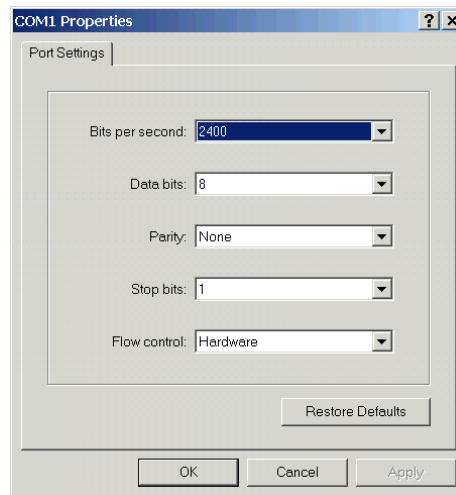 COM1 Properties
Port Settings
Bits per second: 2400
Data bits: 8
Parity: None
Stop bits: 1
Flow control: Hardware
Restore Defaults
OK Cancel Apply